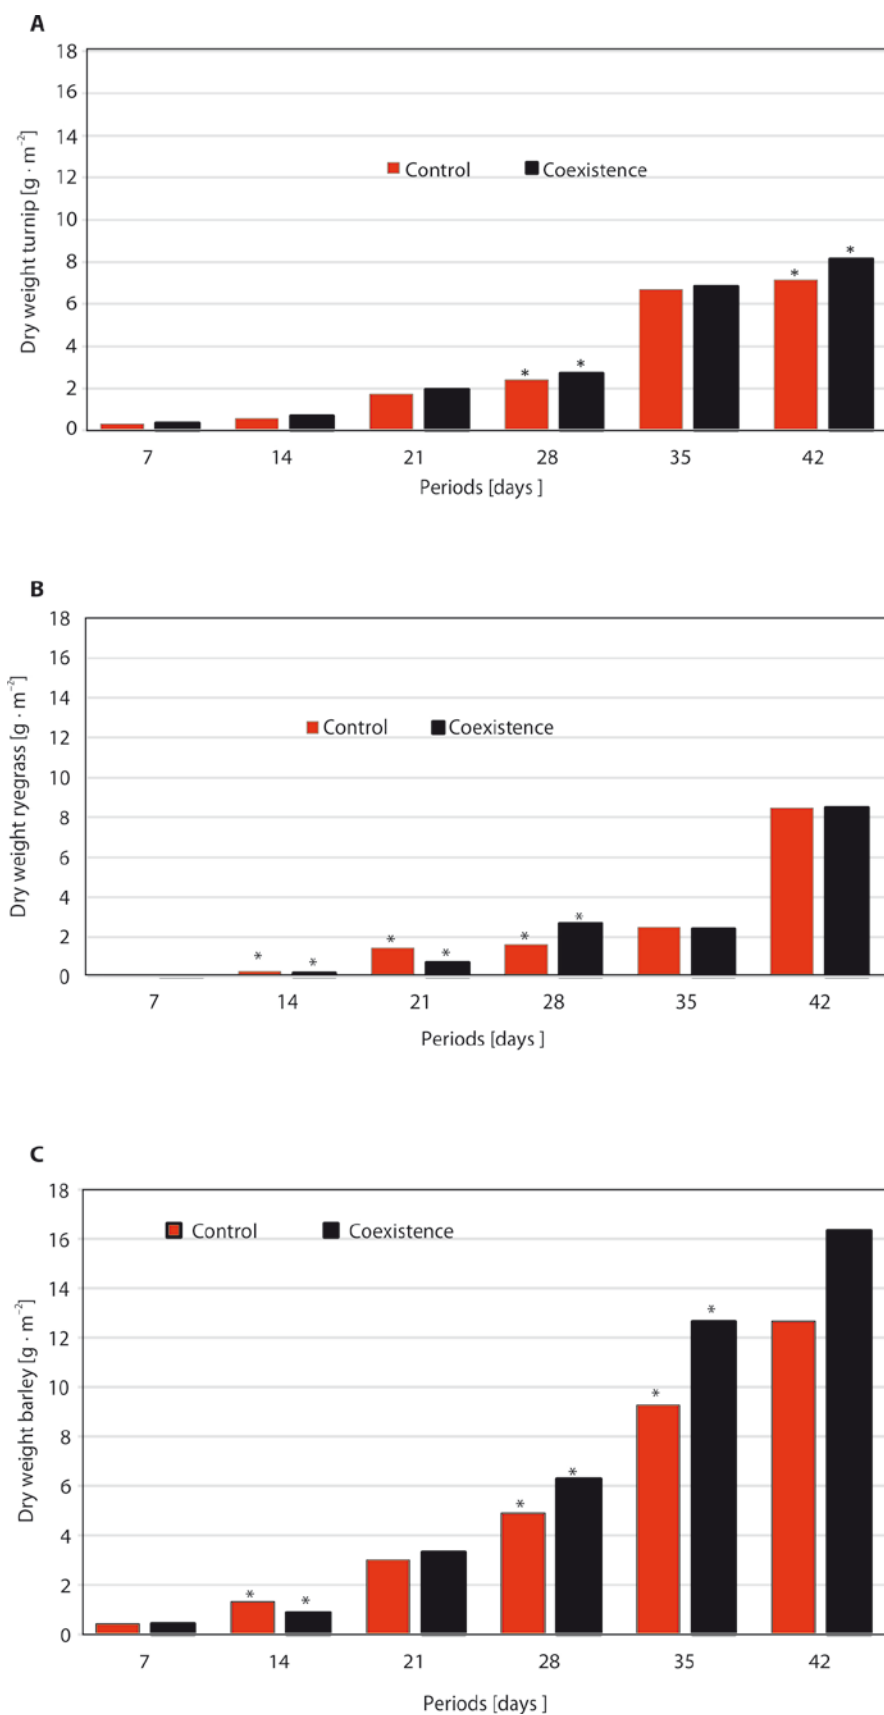 A
18
16
14
12
10
8
6
4
2
0
Dry weight turnip [g · m⁻²]
Control Coexistence
* * * *
7 14 21 28 35 42
Periods [days ]
B
18
16
14
12
10
8
6
4
2
0
Dry weight ryegrass [g · m⁻²]
Control Coexistence
* * * * * *
7 14 21 28 35 42
Periods [days ]
C
18
16
14
12
10
8
6
4
2
0
Dry weight barley [g · m⁻²]
Control Coexistence
* * * * * *
7 14 21 28 35 42
Periods [days ]